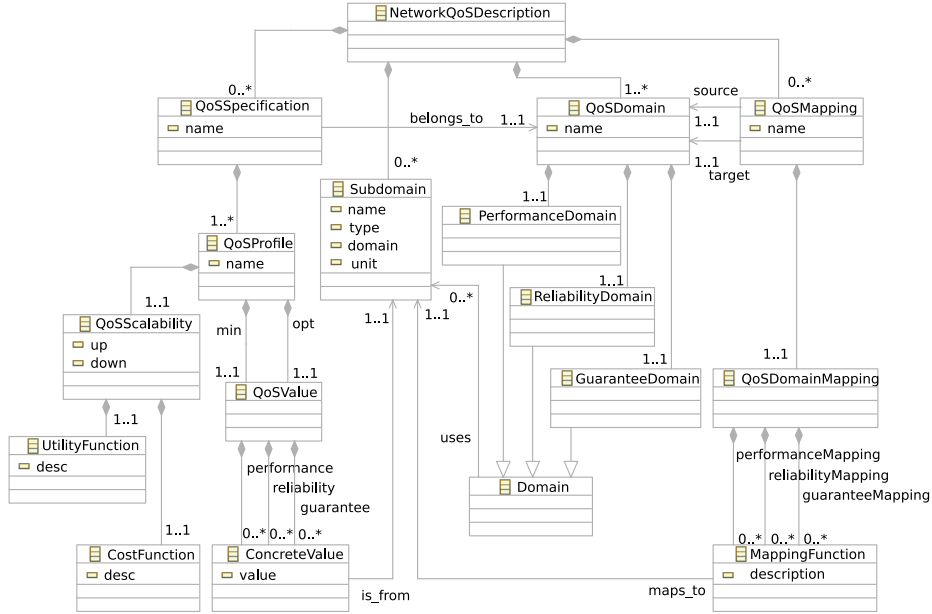 NetworkQoSDescription
0..*
1..*
0..*
source
QoSSpecification
name
belongs_to
1..1
QoSDomain
name
1..1
QoSMapping
name
1..1
target
0..*
Subdomain
name
type
domain
unit
1..1
PerformanceDomain
1..*
QoSProfile
name
1..1
ReliabilityDomain
0..*
1..1
1..1
1..1
QoSScalability
up
down
min
opt
1..1
GuaranteeDomain
1..1
QoSDomainMapping
1..1
1..1
QoSValue
1..1
UtilityFunction
desc
uses
performance
reliability
guarantee
performanceMapping
reliabilityMapping
guaranteeMapping
Domain
1..1
CostFunction
desc
0..*
0..*
0..*
ConcreteValue
value
is_from
maps_to
0..*
0..*
0..*
MappingFunction
description